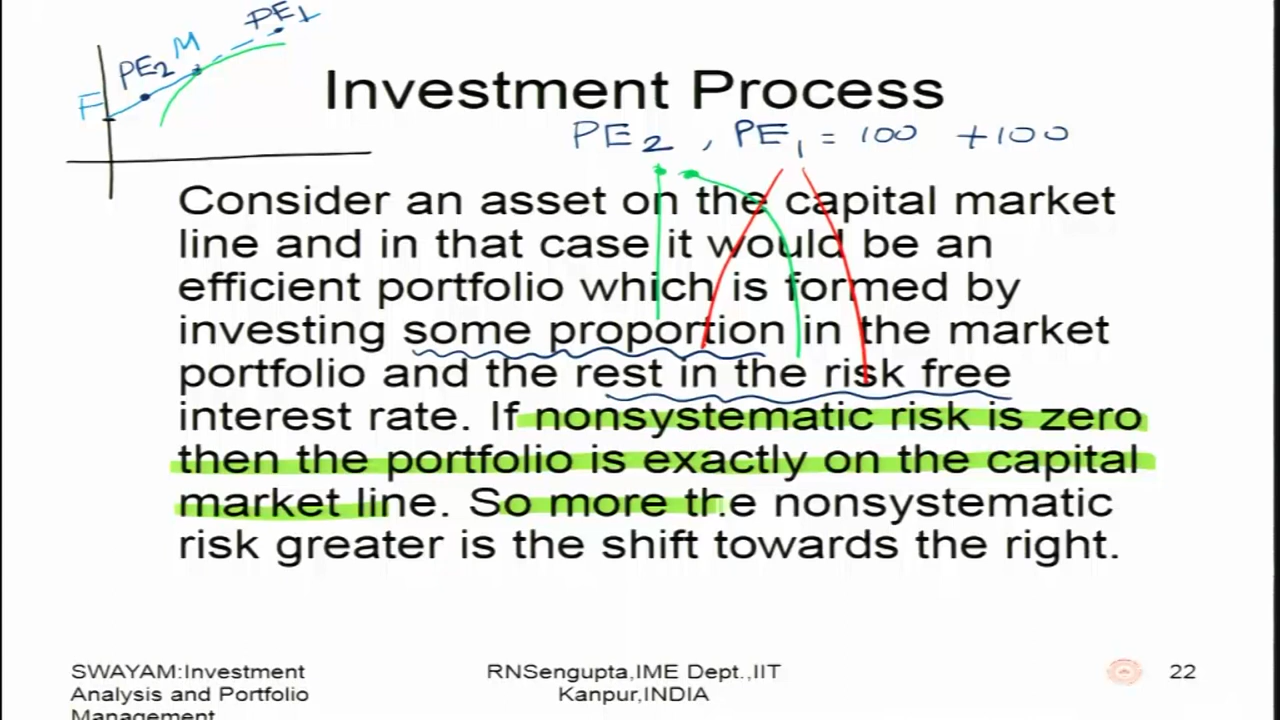 PE1
M
PE2
F
Investment Process
PE2 , PE1 = 100 +100
Consider an asset on the capital market
line and in that case it would be an
efficient portfolio which is formed by
investing some proportion in the market
portfolio and the rest in the risk free
interest rate. If nonsystematic risk is zero
then the portfolio is exactly on the capital
market line. So more the nonsystematic
risk greater is the shift towards the right.
SWAYAM:Investment
Analysis and Portfolio
Management
RNSengupta,IME Dept.,IIT
Kanpur,INDIA
22